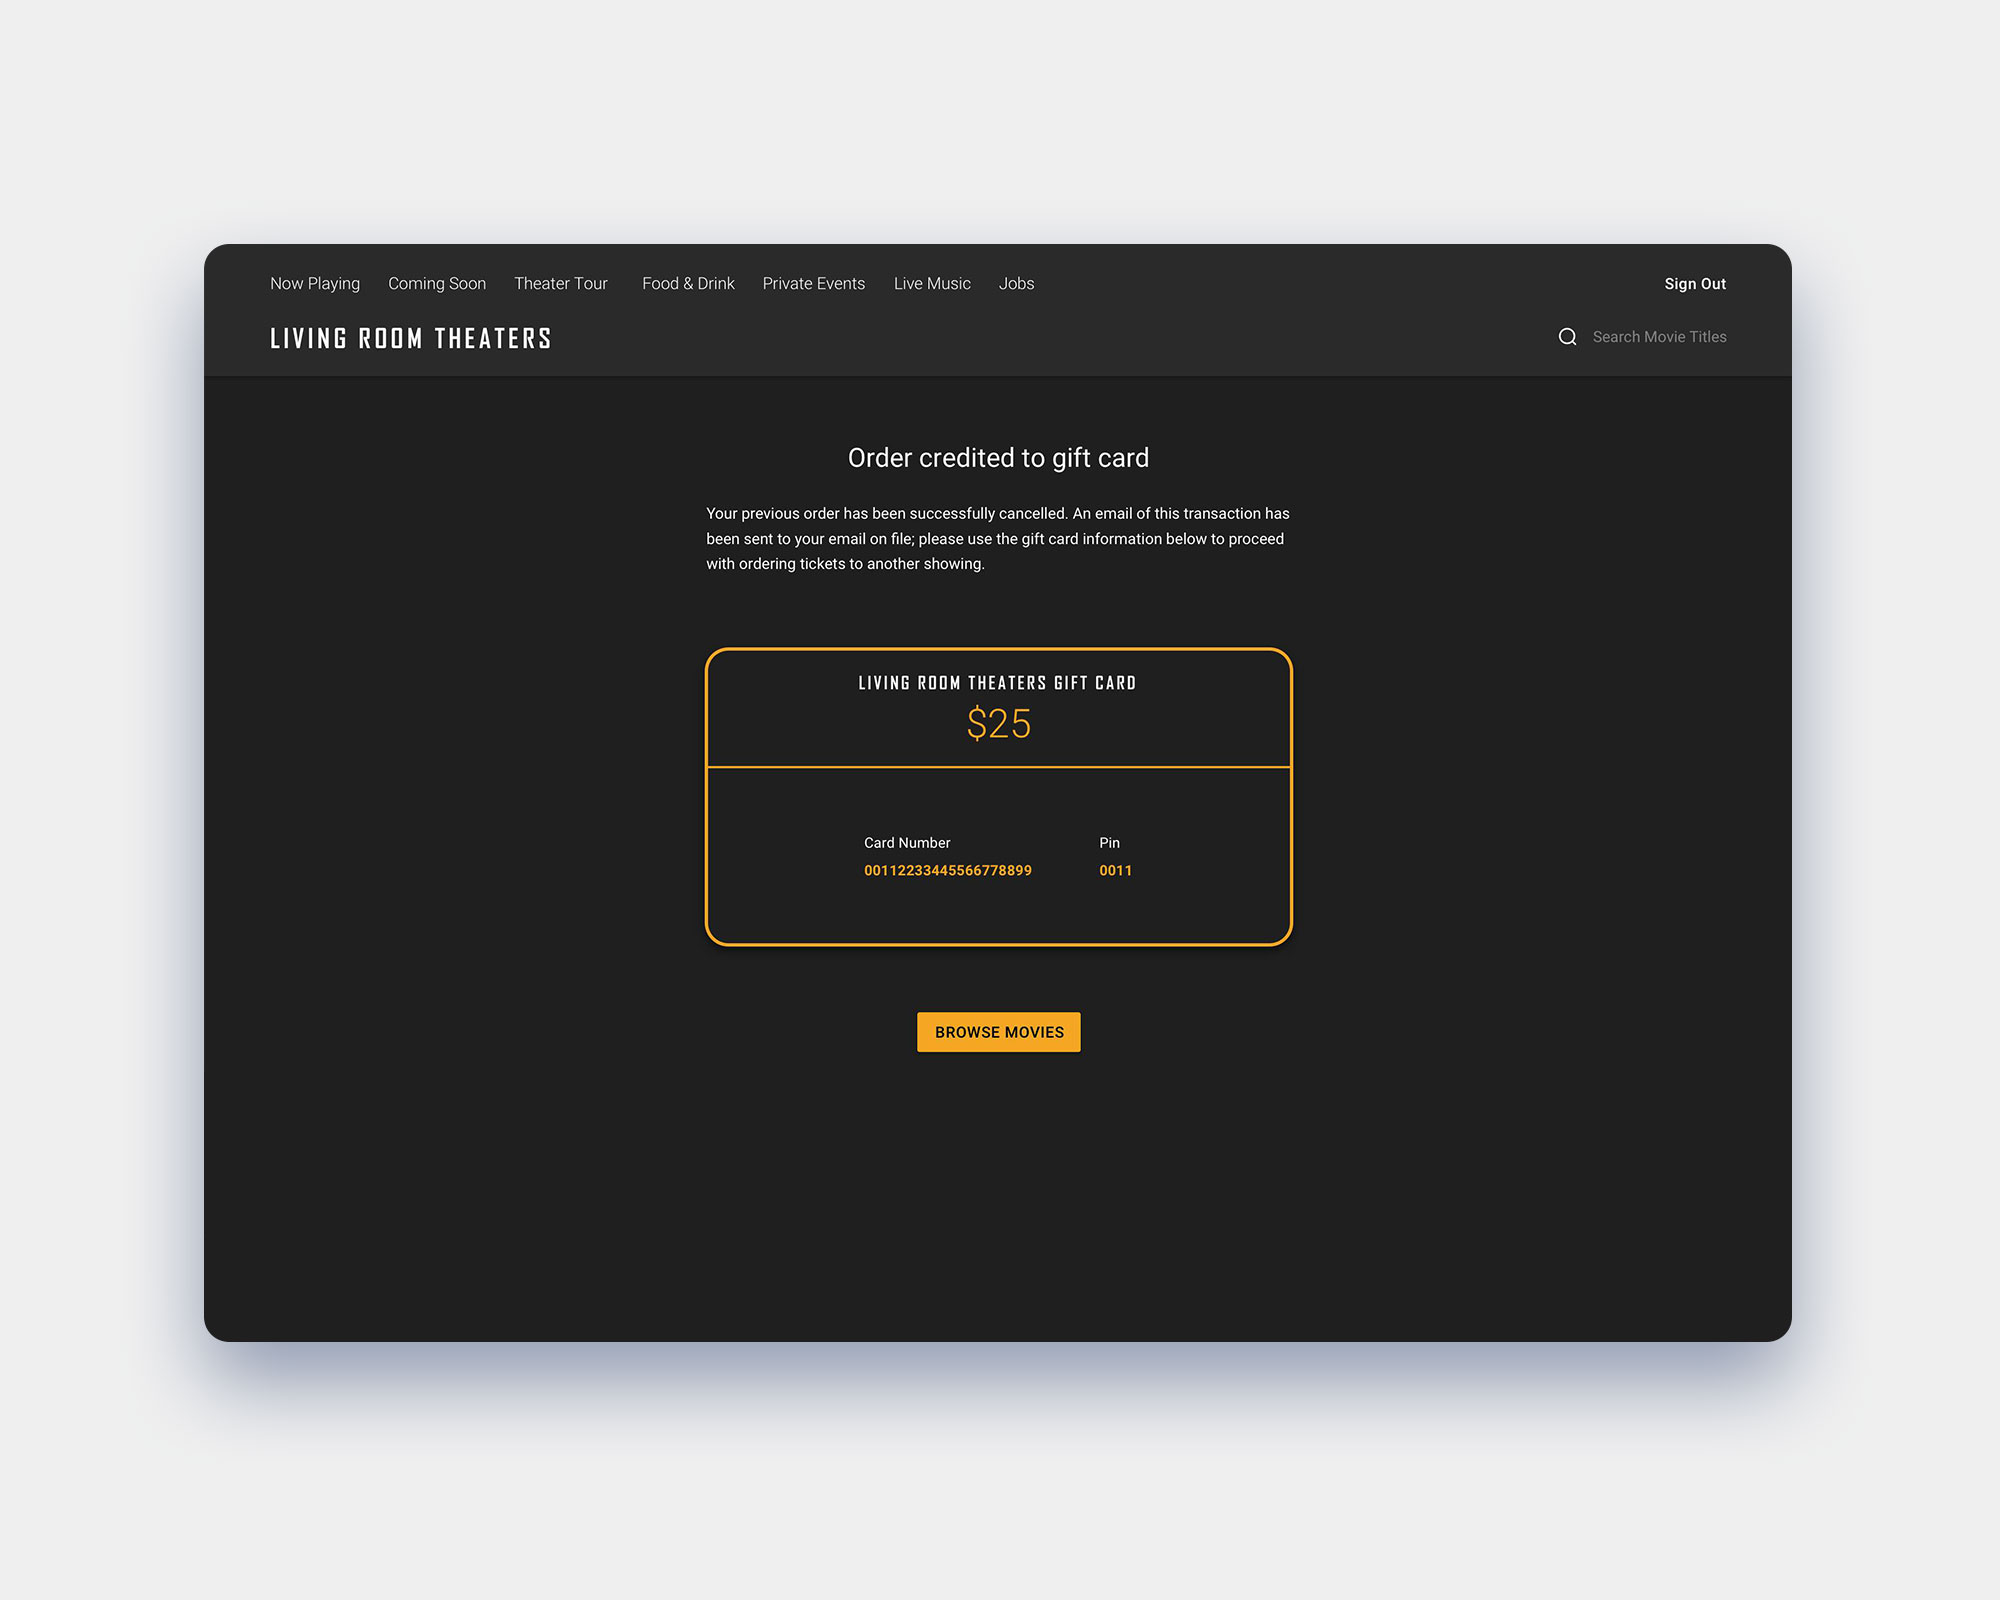 Now Playing Coming Soon Theater Tour Food & Drink Private Events Live Music Jobs Sign Out
LIVING ROOM THEATERS
Search Movie Titles
Order credited to gift card
Your previous order has been successfully cancelled. An email of this transaction has
been sent to your email on file; please use the gift card information below to proceed
with ordering tickets to another showing.
LIVING ROOM THEATERS GIFT CARD
$25
Card Number Pin
00112233445566778899 0011
BROWSE MOVIES